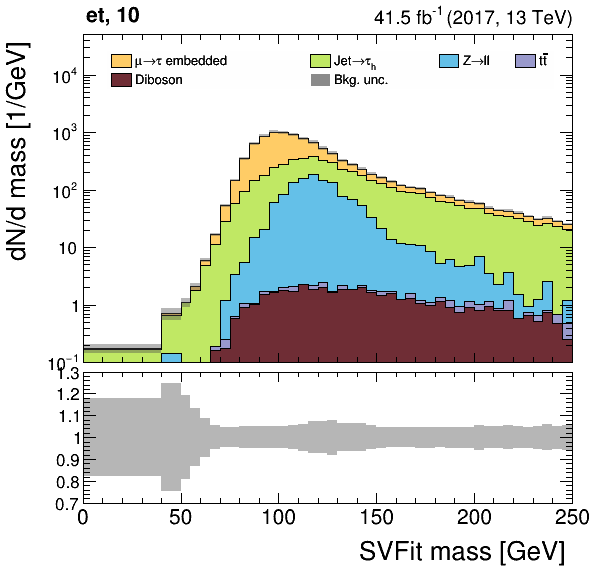 et, 10 41.5 fb⁻¹ (2017, 13 TeV)
μ→τ embedded Jet→τₕ Z→ll tt̄
Diboson Bkg. unc.
dN/d mass [1/GeV]
10⁴
10³
10²
10
1
10⁻¹
1.3
1.2
1.1
1
0.9
0.8
0.7
0 50 100 150 200 250
SVFit mass [GeV]